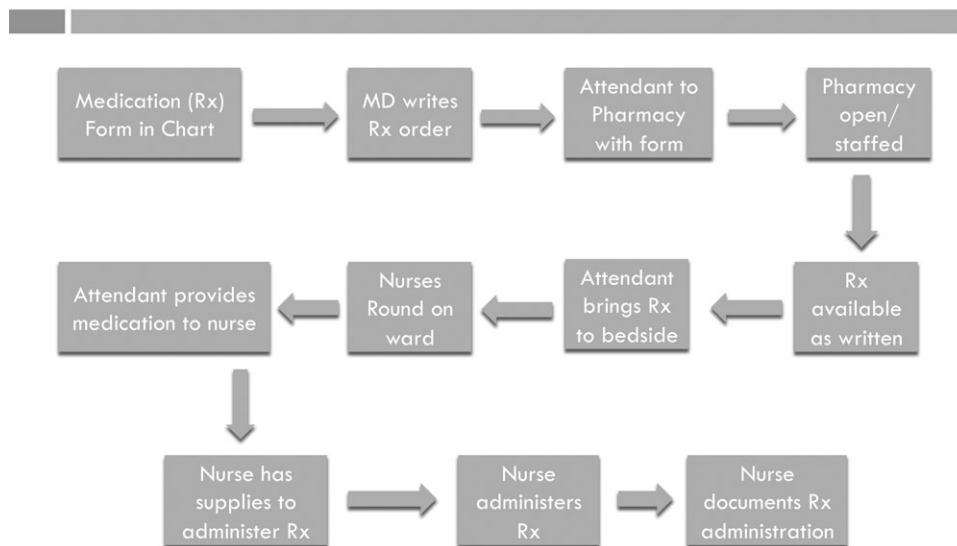 Medication (Rx)
Form in Chart
MD writes
Rx order
Attendant to
Pharmacy
with form
Pharmacy
open/
staffed
Rx
available
as written
Attendant
brings Rx
to bedside
Nurses
Round on
ward
Attendant provides
medication to nurse
Nurse has
supplies to
administer Rx
Nurse
administers
Rx
Nurse
documents Rx
administration